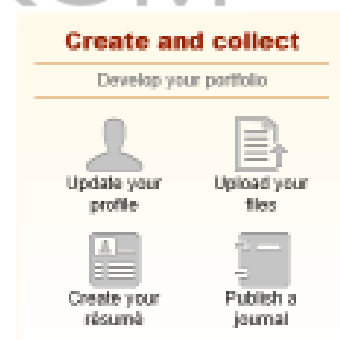 Create and collect
Develop your portfolio
Update your profile
Upload your files
Create your résumé
Publish a journal